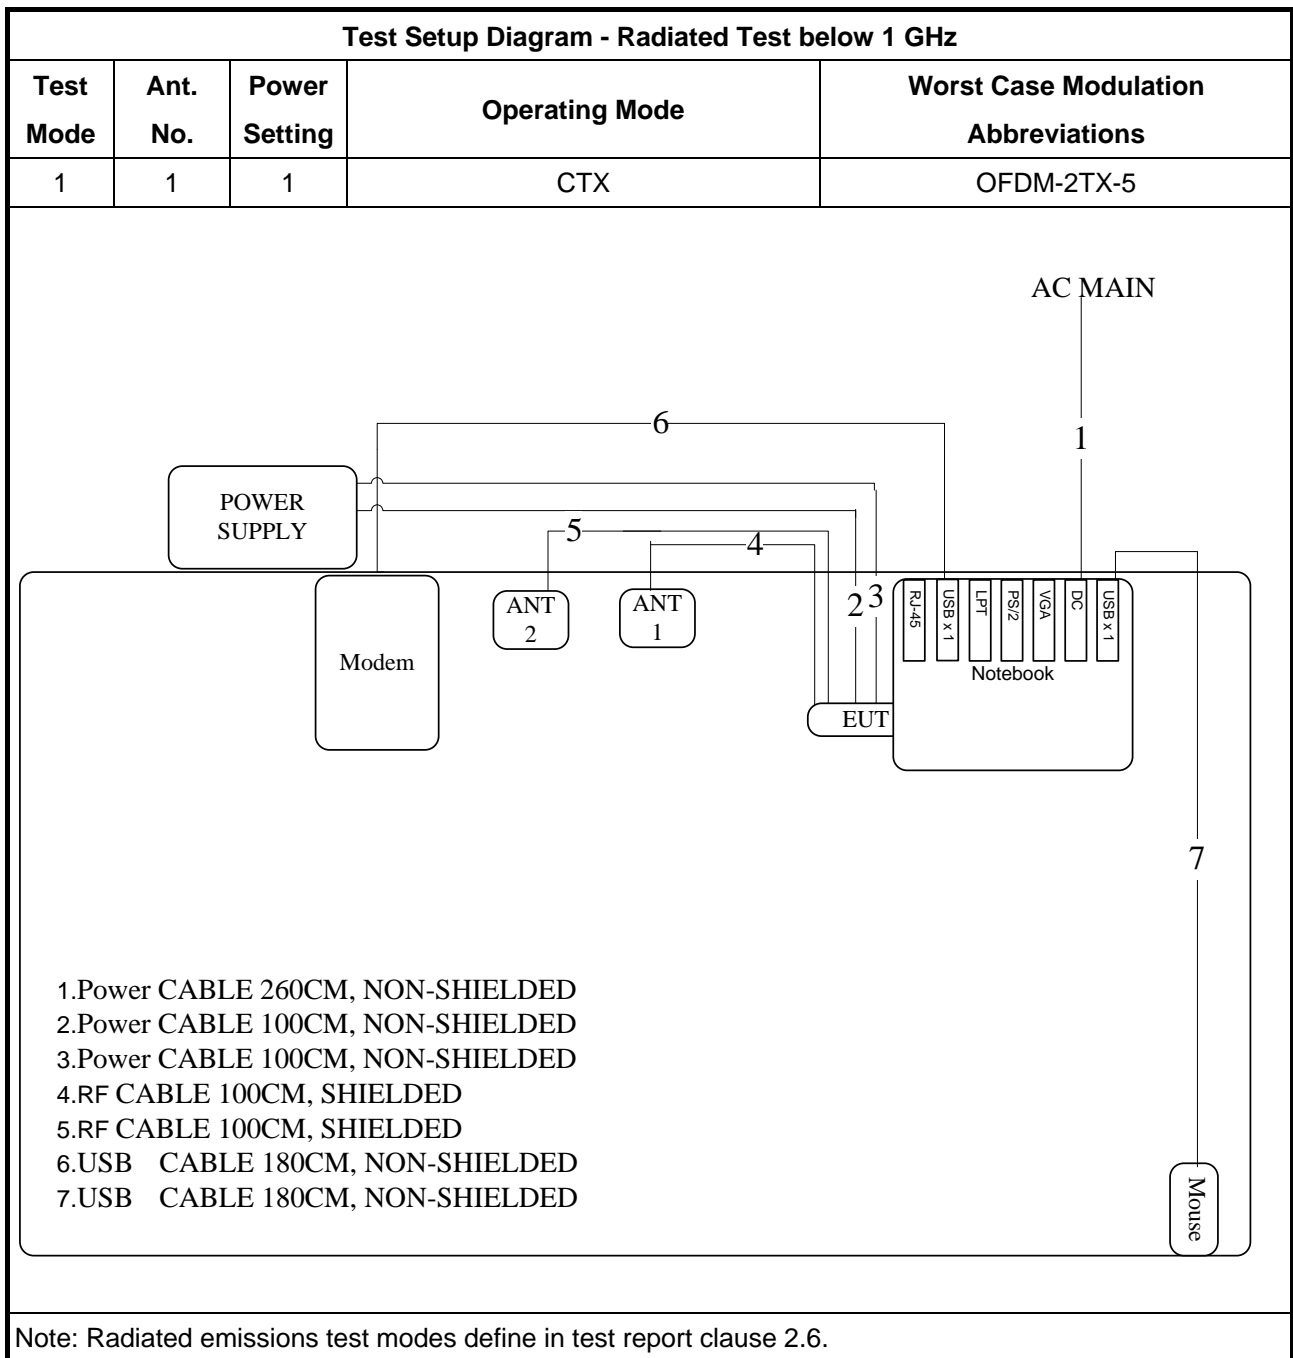 Test Setup Diagram - Radiated Test below 1 GHz
Test Mode
Ant. No.
Power Setting
Operating Mode
Worst Case Modulation Abbreviations
1
1
1
CTX
OFDM-2TX-5
AC MAIN
6
1
POWER
SUPPLY
5
4
ANT
2
ANT
1
2
3
RJ-45
USB x 1
LPT
PS/2
VGA
DC
USB x 1
Modem
Notebook
EUT
7
1.Power CABLE 260CM, NON-SHIELDED
2.Power CABLE 100CM, NON-SHIELDED
3.Power CABLE 100CM, NON-SHIELDED
4.RF CABLE 100CM, SHIELDED
5.RF CABLE 100CM, SHIELDED
6.USB CABLE 180CM, NON-SHIELDED
7.USB CABLE 180CM, NON-SHIELDED
Mouse
Note: Radiated emissions test modes define in test report clause 2.6.